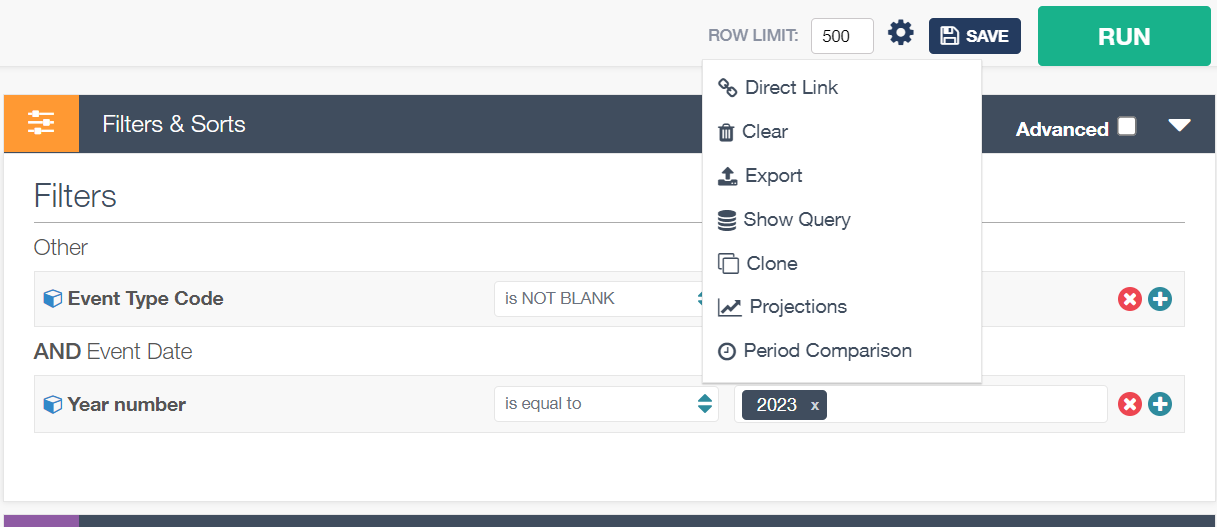 ROW LIMIT: 500 SAVE RUN
Direct Link
Filters & Sorts Advanced
Clear
Export
Filters
Show Query
Other
Clone
Event Type Code is NOT BLANK
Projections
AND Event Date Period Comparison
Year number is equal to 2023 x